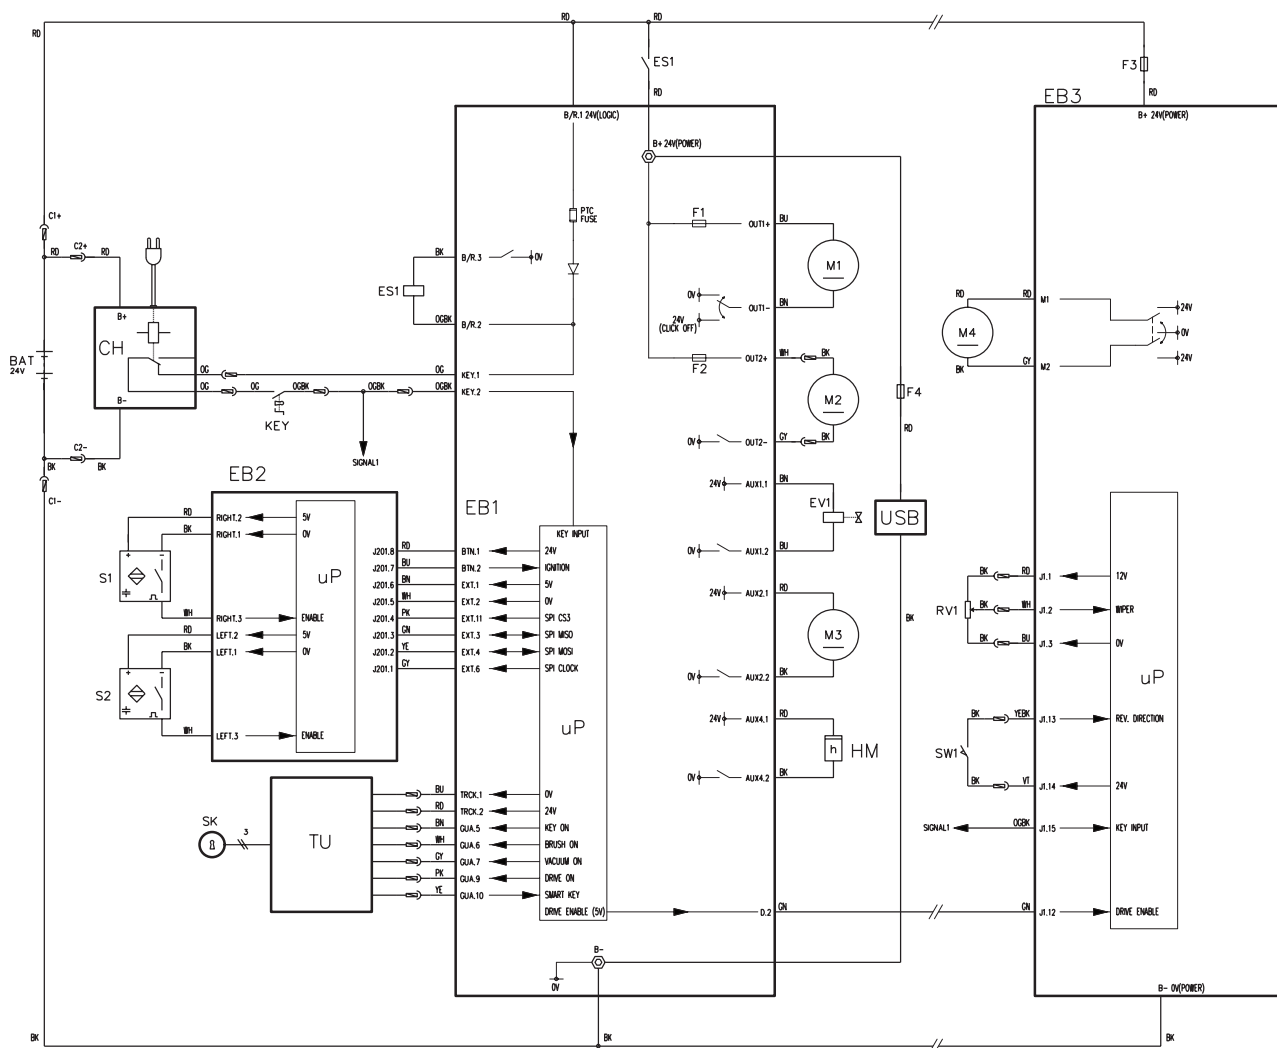 RD RD
RD
ES1
F3
RD RD
EB3
B/R.1 24V(LOGIC)
B+ 24V(POWER)
B+ 24V(POWER)
PTC
FUSE
F1
OUT1+ BU
M1
C1+
C2+
RD RD
BK B/R.3 0V
ES1
OGBK B/R.2
0V
24V
(CLICK OFF)
OUT1- BN
B+
CH
BAT
24V
B-
OG OG KEY.1
OG OG OGBK OGBK OGBK KEY.2
KEY
SIGNAL1
F2
OUT2+ WH BK
M2
0V OUT2- GY BK
F4
RD
RD M1 24V
M4 0V
GY
BK M2 24V
C2-
BK BK
C1-
EB2
EB1
24V AUX1.1 BN
EV1
USB
0V AUX1.2 BU
RD RIGHT.2 5V
BK RIGHT.1 0V
S1
uP
WH RIGHT.3 ENABLE
RD LEFT.2 5V
BK LEFT.1 0V
S2
WH LEFT.3 ENABLE
KEY INPUT
J201.8 RD BTN.1 24V
J201.7 BU BTN.2 IGNITION
J201.6 BN EXT.1 5V
J201.5 WH EXT.2 0V
J201.4 PK EXT.11 SPI CS3
J201.3 GN EXT.3 SPI MISO
J201.2 YE EXT.4 SPI MOSI
J201.1 GY EXT.6 SPI CLOCK
uP
24V AUX2.1 RD
M3
BK
0V AUX2.2 BK
24V AUX4.1 RD
h HM
0V AUX4.2 BK
BK RD J1.1 12V
RV1 BK WH J1.2 WIPER
BK BU J1.3 0V
uP
BK YEBK J1.13 REV. DIRECTION
SW1
BK VT J1.14 24V
SIGNAL1 OGBK J1.15 KEY INPUT
SK
3
TU
BU TRCK.1 0V
RD TRCK.2 24V
BN GUA.5 KEY ON
WH GUA.6 BRUSH ON
GY GUA.7 VACUUM ON
PK GUA.9 DRIVE ON
YE GUA.10 SMART KEY
DRIVE ENABLE (5V) D.2 GN GN J1.12 DRIVE ENABLE
B-
0V
B- 0V(POWER)
BK BK BK